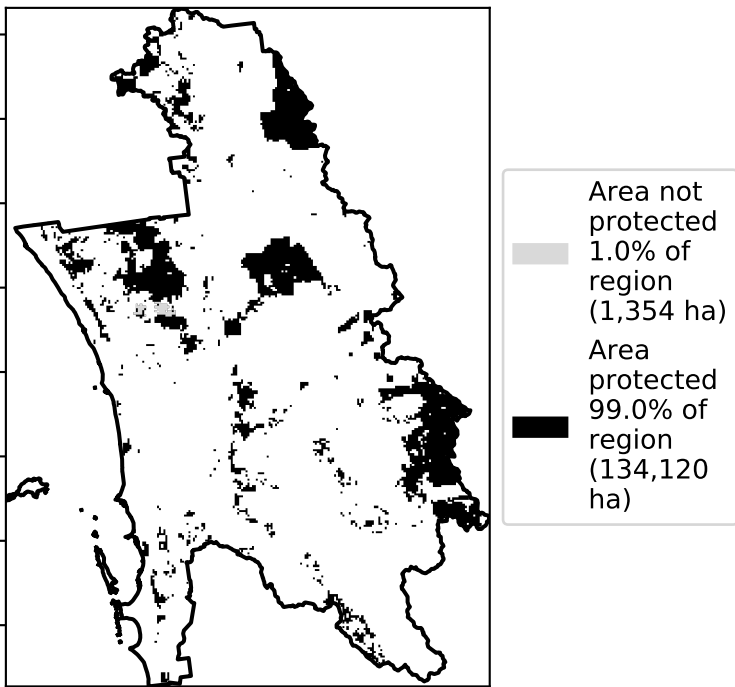 Area not
protected
1.0% of
region
(1,354 ha)
Area
protected
99.0% of
region
(134,120
ha)